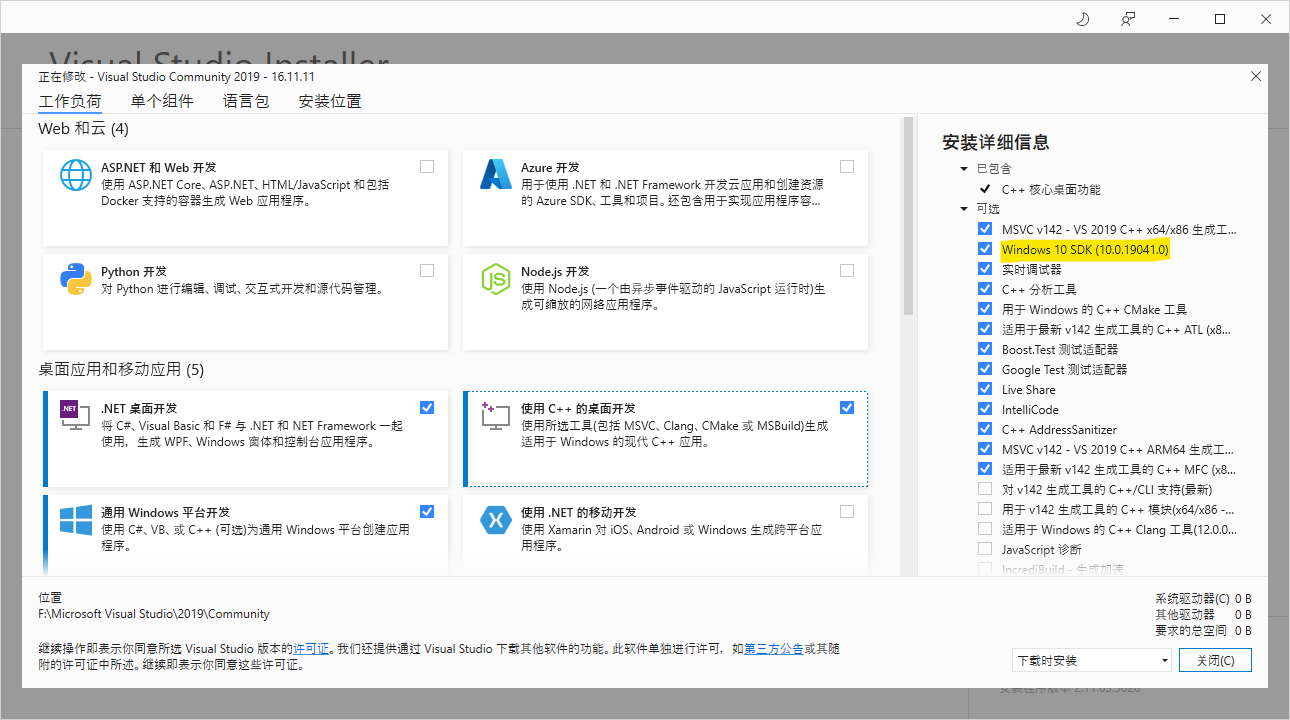 Visual Studio Installer
正在修改 - Visual Studio Community 2019 - 16.11.11
工作负荷 单个组件 语言包 安装位置
Web 和云 (4)
ASP.NET 和 Web 开发
使用 ASP.NET Core、ASP.NET、HTML/JavaScript 和包括
Docker 支持的容器生成 Web 应用程序。
Azure 开发
用于使用 .NET 和 .NET Framework 开发云应用和创建资源
的 Azure SDK、工具和项目。还包含用于实现应用程序容...
Python 开发
对 Python 进行编辑、调试、交互式开发和源代码管理。
Node.js 开发
使用 Node.js (一个由异步事件驱动的 JavaScript 运行时)生
成可缩放的网络应用程序。
桌面应用和移动应用 (5)
.NET
.NET 桌面开发
将 C#、Visual Basic 和 F# 与 .NET 和 .NET Framework 一起
使用，生成 WPF、Windows 窗体和控制台应用程序。
使用 C++ 的桌面开发
使用所选工具(包括 MSVC、Clang、CMake 或 MSBuild)生成
适用于 Windows 的现代 C++ 应用。
通用 Windows 平台开发
使用 C#、VB、或 C++ (可选)为通用 Windows 平台创建应用
程序。
使用 .NET 的移动开发
使用 Xamarin 对 iOS、Android 或 Windows 生成跨平台应
用程序。
安装详细信息
已包含
C++ 核心桌面功能
可选
MSVC v142 - VS 2019 C++ x64/x86 生成工...
Windows 10 SDK (10.0.19041.0)
实时调试器
C++ 分析工具
用于 Windows 的 C++ CMake 工具
适用于最新 v142 生成工具的 C++ ATL (x8...
Boost.Test 测试适配器
Google Test 测试适配器
Live Share
IntelliCode
C++ AddressSanitizer
MSVC v142 - VS 2019 C++ ARM64 生成工...
适用于最新 v142 生成工具的 C++ MFC (x8...
对 v142 生成工具的 C++/CLI 支持(最新)
用于 v142 生成工具的 C++ 模块(x64/x86 -...
适用于 Windows 的 C++ Clang 工具(12.0.0...
JavaScript 诊断
IncrediBuild - 生成加速
位置
F:\Microsoft Visual Studio\2019\Community
继续操作即表示你同意所选 Visual Studio 版本的许可证。我们还提供通过 Visual Studio 下载其他软件的功能。此软件单独进行许可，如第三方公告或其随
附的许可证中所述。继续即表示你同意这些许可证。
系统驱动器(C) 0 B
其他驱动器 0 B
要求的总空间 0 B
下载时安装
关闭(C)